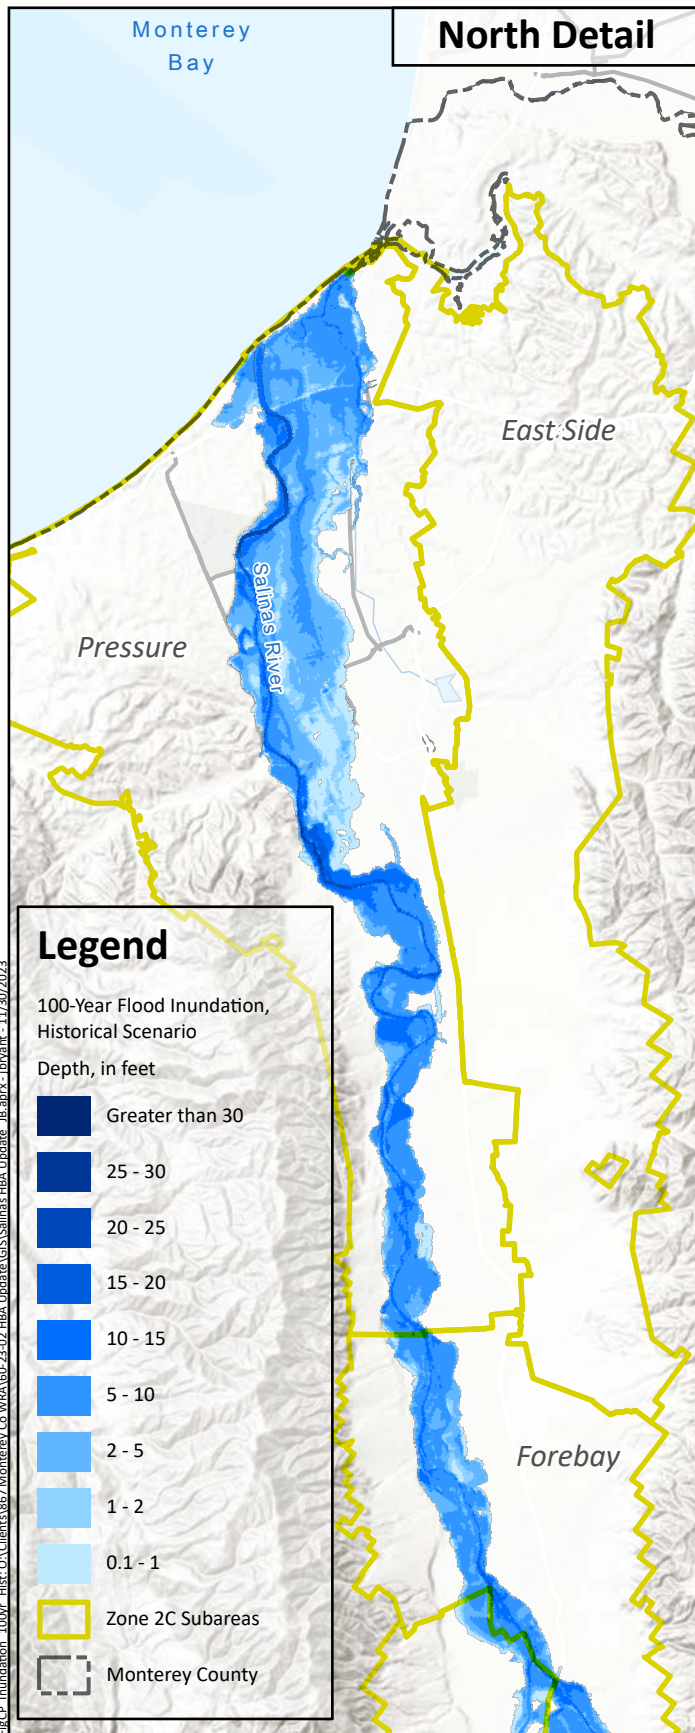 Monterey
Bay
North Detail
East Side
Salinas River
Pressure
Legend
100-Year Flood Inundation,
Historical Scenario
Depth, in feet
Greater than 30
25 - 30
20 - 25
15 - 20
10 - 15
5 - 10
2 - 5
1 - 2
0.1 - 1
Zone 2C Subareas
Monterey County
Forebay